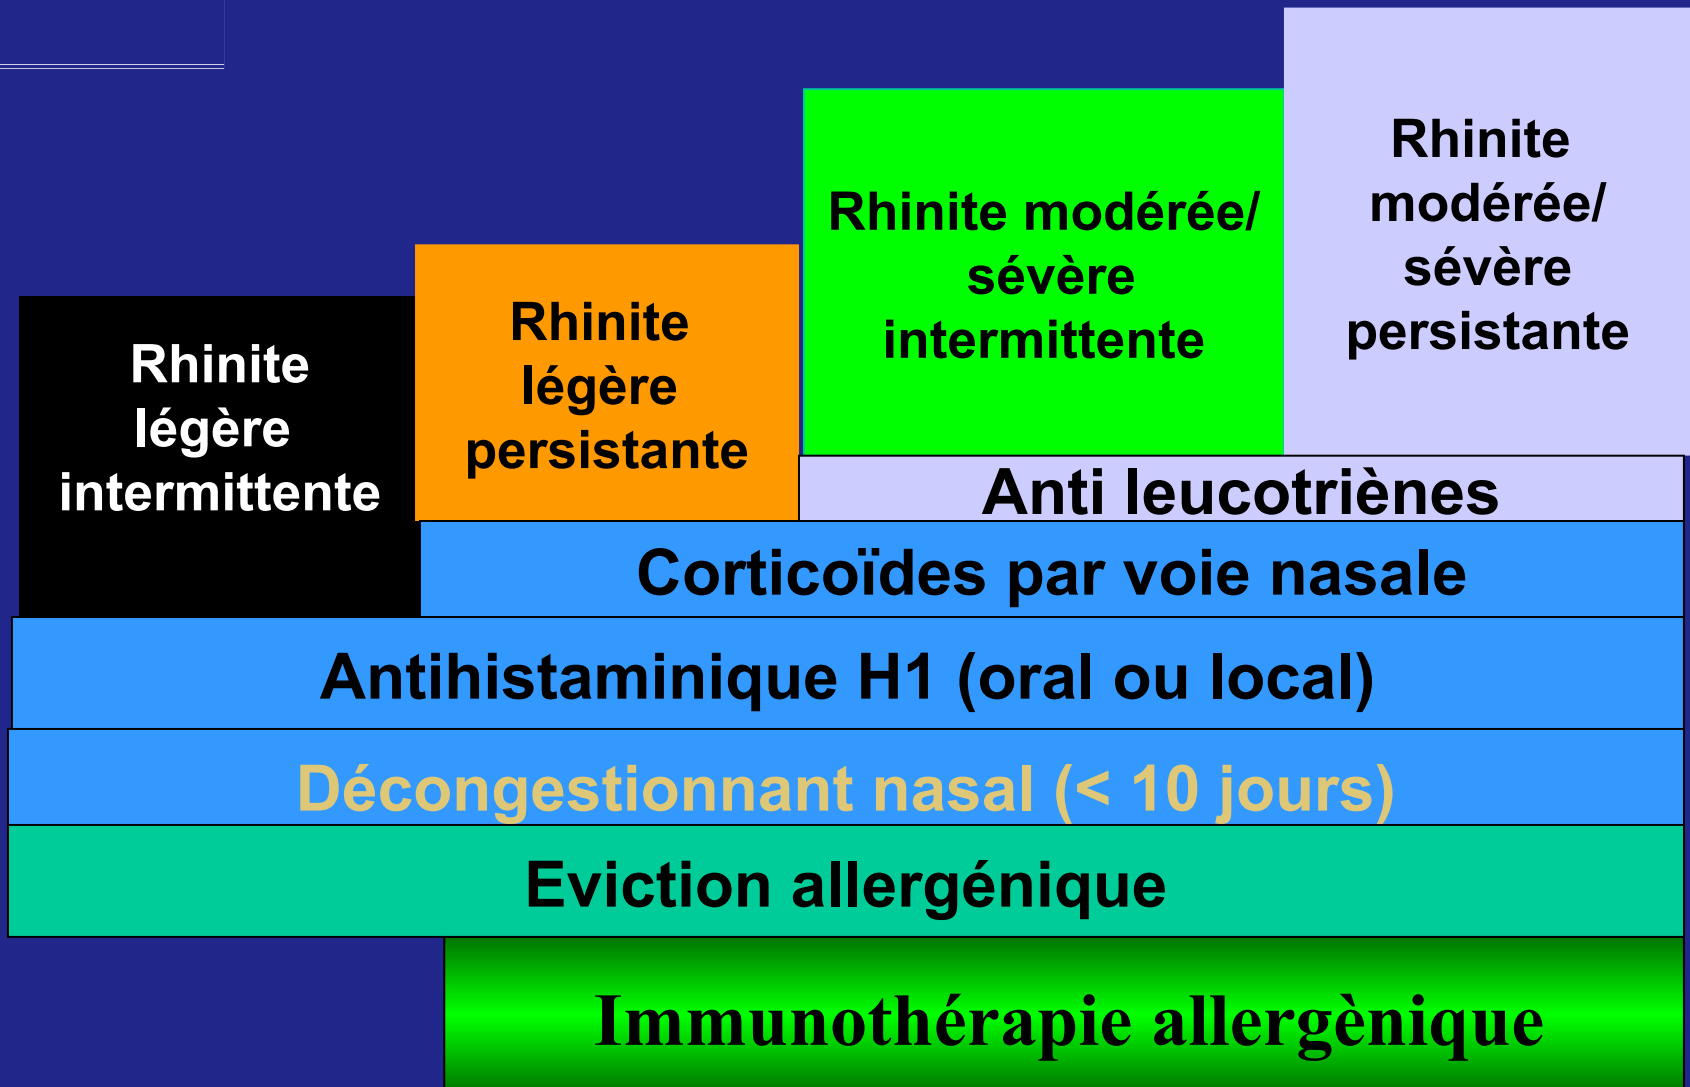 Rhinite
légère
intermittente
Rhinite
légère
persistante
Rhinite modérée/
sévère
intermittente
Rhinite
modérée/
sévère
persistante
Anti leucotriènes
Corticoïdes par voie nasale
Antihistaminique H1 (oral ou local)
Décongestionnant nasal (< 10 jours)
Eviction allergénique
Immunothérapie allergènique